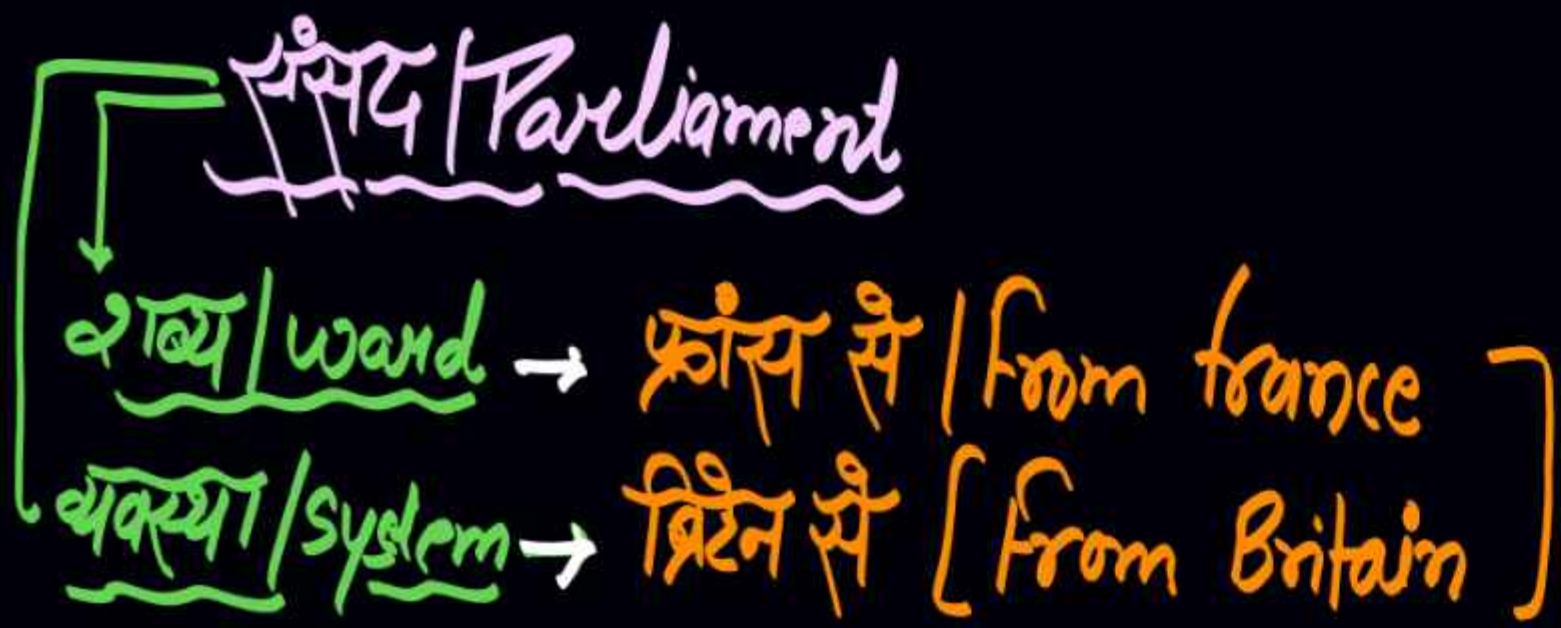 संसद / Parliament
शब्द / word → फ्रांस से / From france
व्यवस्था / system → ब्रिटेन से [From Britain]